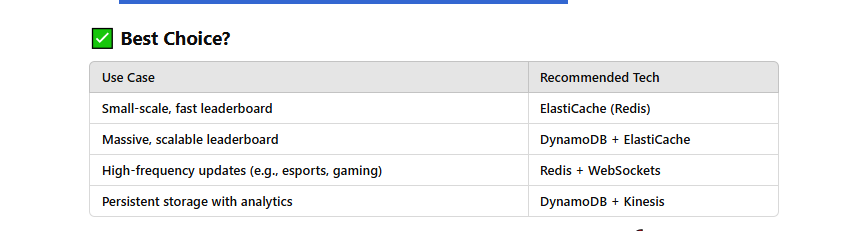 ✅ Best Choice?
Use Case Recommended Tech
Small-scale, fast leaderboard ElastiCache (Redis)
Massive, scalable leaderboard DynamoDB + ElastiCache
High-frequency updates (e.g., esports, gaming) Redis + WebSockets
Persistent storage with analytics DynamoDB + Kinesis